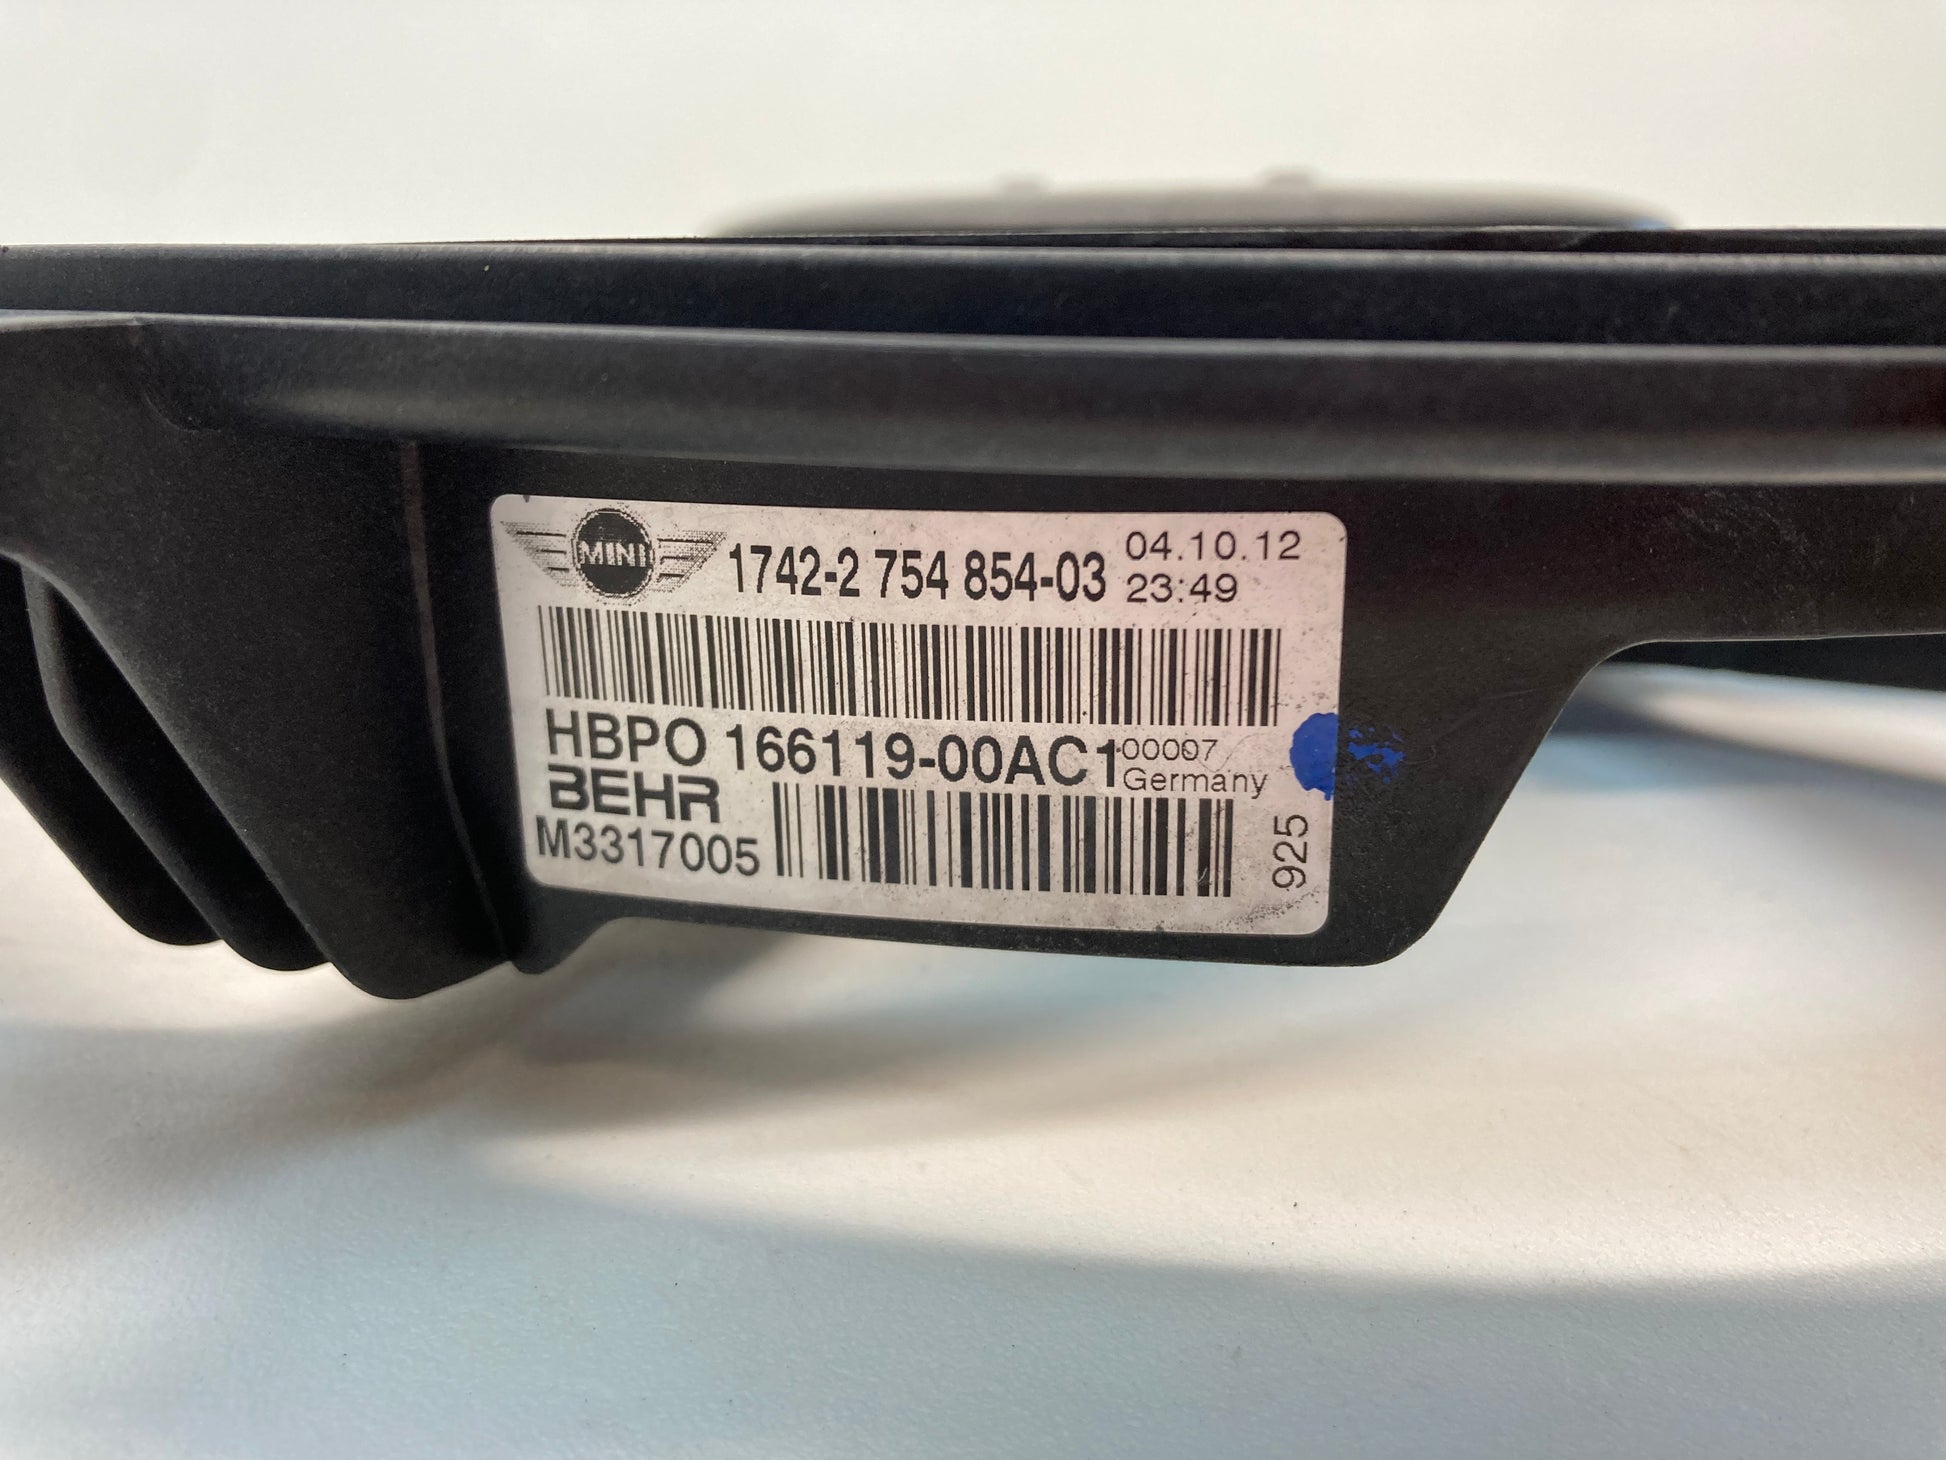 MINI
1742-2 754 854-03
04.10.12
23:49
HBPO 166119-00AC1
00007
Germany
BEHR
M3317005
925